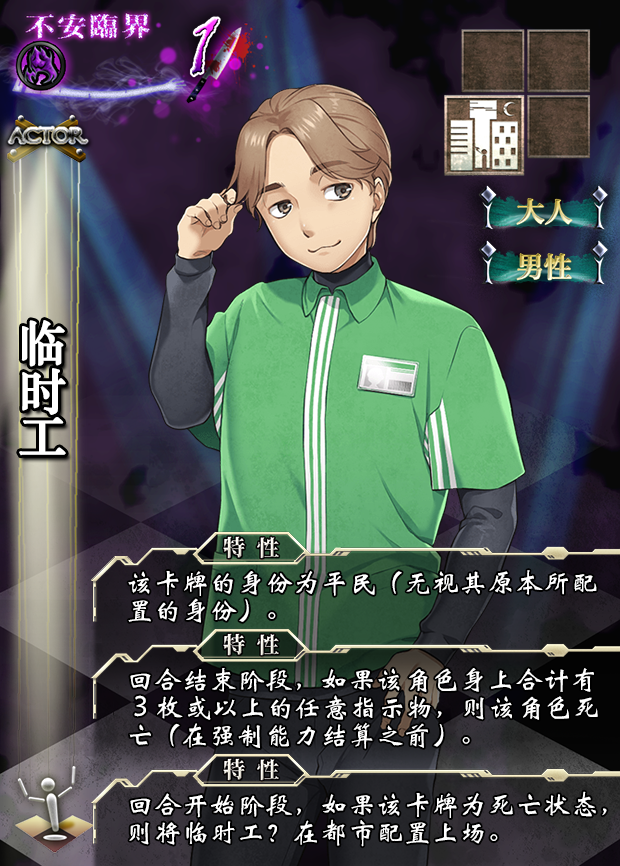 不安臨界
1
ACTOR
大人
男性
临时工
特性
该卡牌的身份为平民（无视其原本所配
置的身份）。
特性
回合结束阶段，如果该角色身上合计有
3枚或以上的任意指示物，则该角色死
亡（在强制能力结算之前）。
特性
回合开始阶段，如果该卡牌为死亡状态，
则将临时工？在都市配置上场。